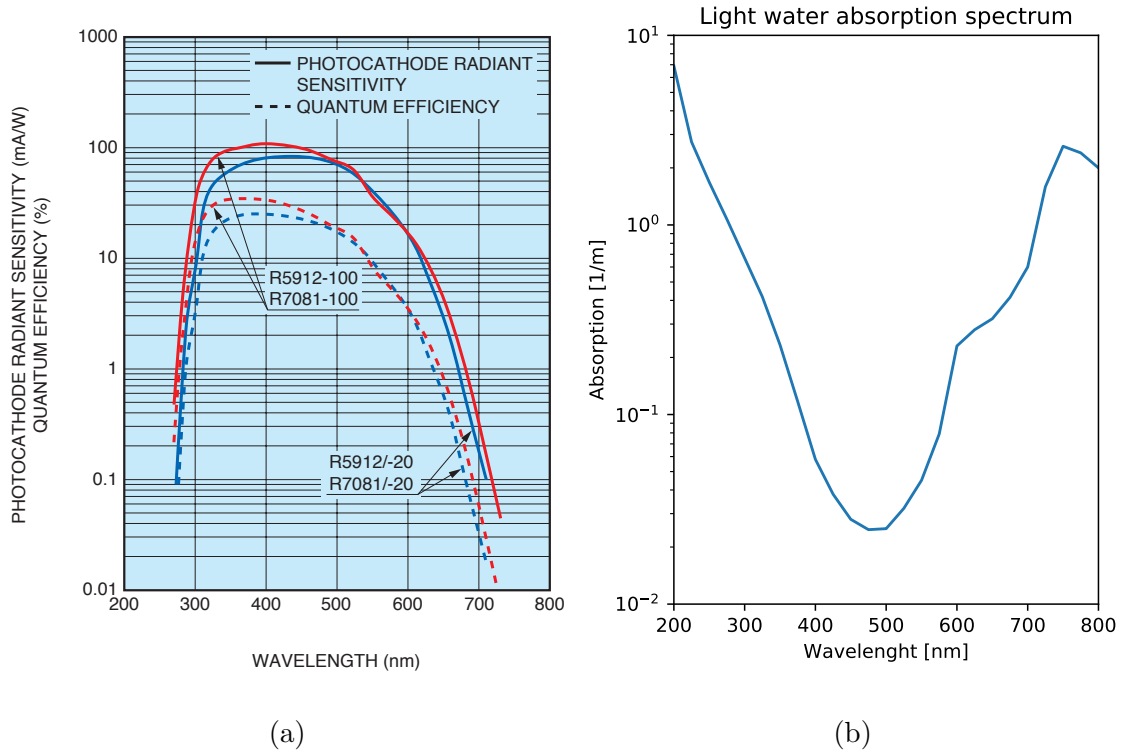 PHOTOCATHODE RADIANT SENSITIVITY (mA/W)
QUANTUM EFFICIENCY (%)
1000
100
10
1
0.1
0.01
PHOTOCATHODE RADIANT
SENSITIVITY
QUANTUM EFFICIENCY
R5912-100
R7081-100
R5912/-20
R7081/-20
200 300 400 500 600 700 800
WAVELENGTH (nm)
(a)
Light water absorption spectrum
Absorption [1/m]
10¹
10⁰
10⁻¹
10⁻²
200 300 400 500 600 700 800
Wavelenght [nm]
(b)